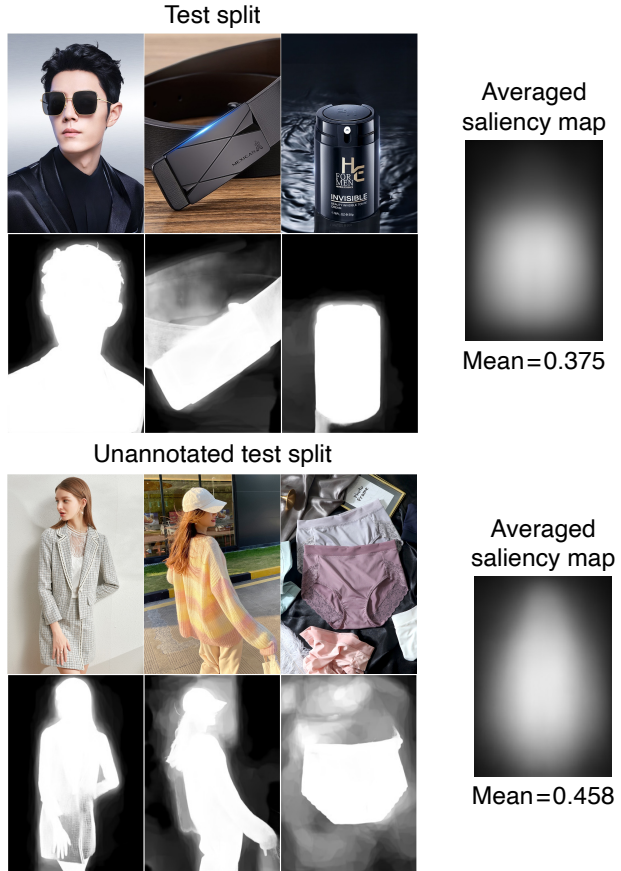 Test split
MEXICAN
H
E
FOR
MEN
INVISIBLE
Averaged
saliency map
Mean=0.375
Unannotated test split
Averaged
saliency map
Mean=0.458